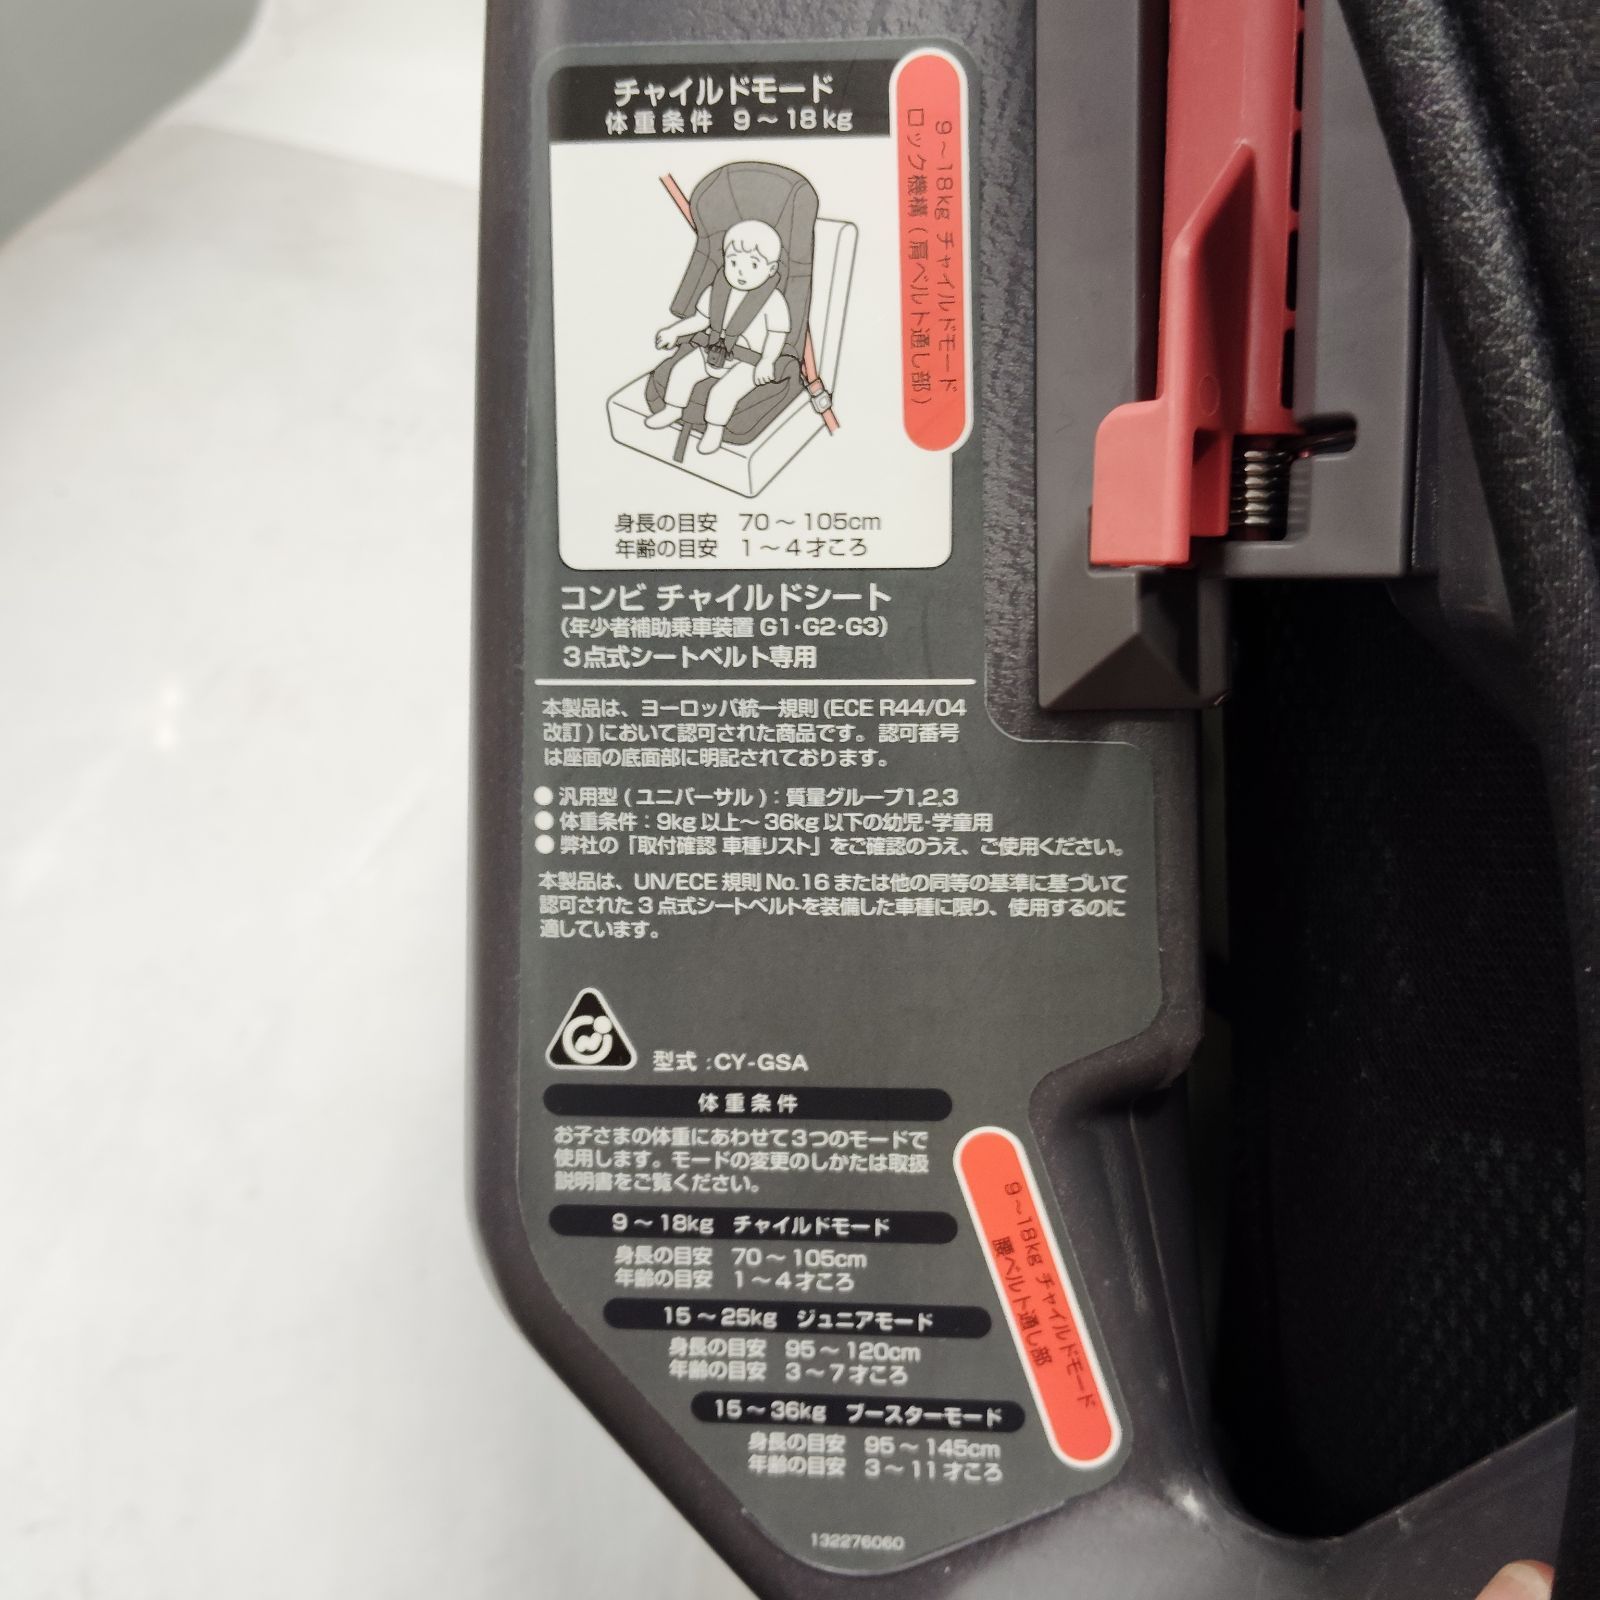 チャイルドモード
体重条件 9～18kg
9～18kg チャイルドモード
ロック機構(肩ベルト通し部)
身長の目安 70～105cm
年齢の目安 1～4才ころ
コンビ チャイルドシート
(年少者補助乗車装置 G1・G2・G3)
3点式シートベルト専用
本製品は、ヨーロッパ統一規則(ECE R44/04
改訂)において認可された商品です。認可番号
は座面の底面部に明記されております。
●汎用型(ユニバーサル):質量グループ1,2,3
●体重条件:9kg以上～36kg以下の幼児・学童用
●弊社の「取付確認 車種リスト」をご確認のうえ、ご使用ください。
本製品は、UN/ECE規則No.16または他の同等の基準に基づいて
認可された3点式シートベルトを装備した車種に限り、使用するのに
適しています。
型式:CY-GSA
体重条件
お子さまの体重にあわせて3つのモードで
使用します。モードの変更のしかたは取扱
説明書をご覧ください。
9～18kg チャイルドモード
身長の目安 70～105cm
年齢の目安 1～4才ころ
15～25kg ジュニアモード
身長の目安 95～120cm
年齢の目安 3～7才ころ
15～36kg ブースターモード
身長の目安 95～145cm
年齢の目安 3～11才ころ
9～18kg チャイルドモード
腰ベルト通し部
132276060